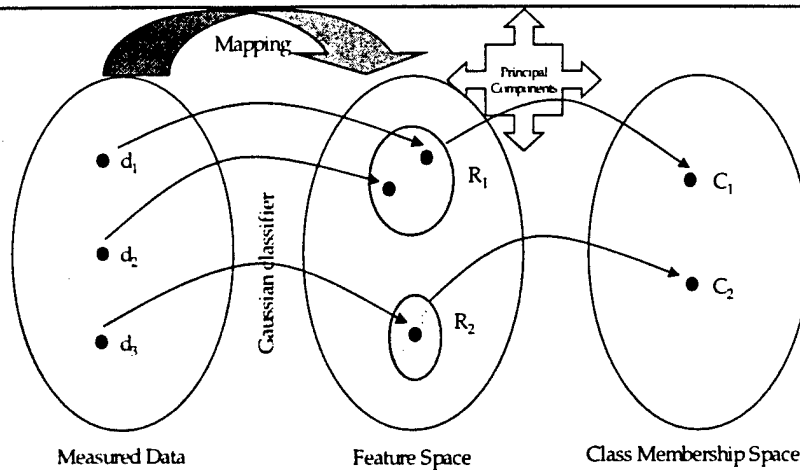 Mapping
Principal
Components
d1
R1
C1
d2
Gaussian classifier
C2
d3
R2
Measured Data
Feature Space
Class Membership Space